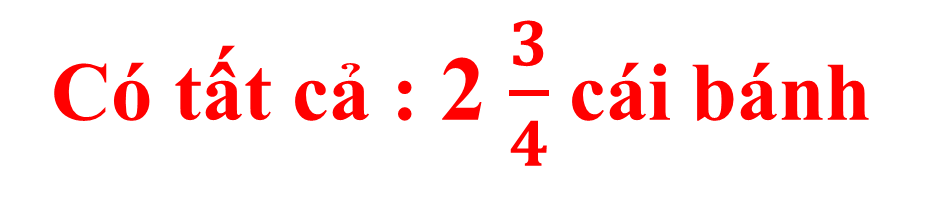 Có tất cả : 2 3/4 cái bánh